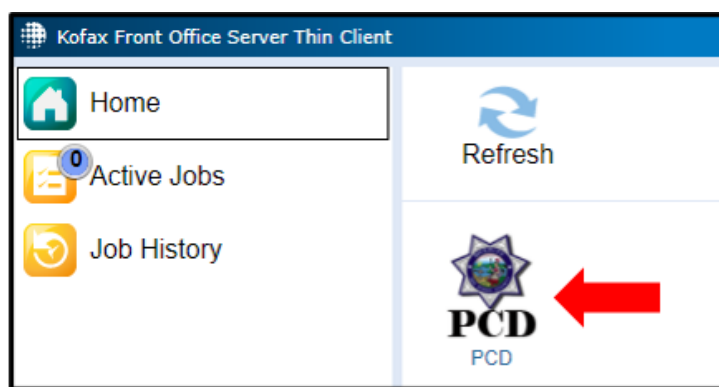 Kofax Front Office Server Thin Client
Home
0
Active Jobs
Job History
Refresh
PCD
PCD